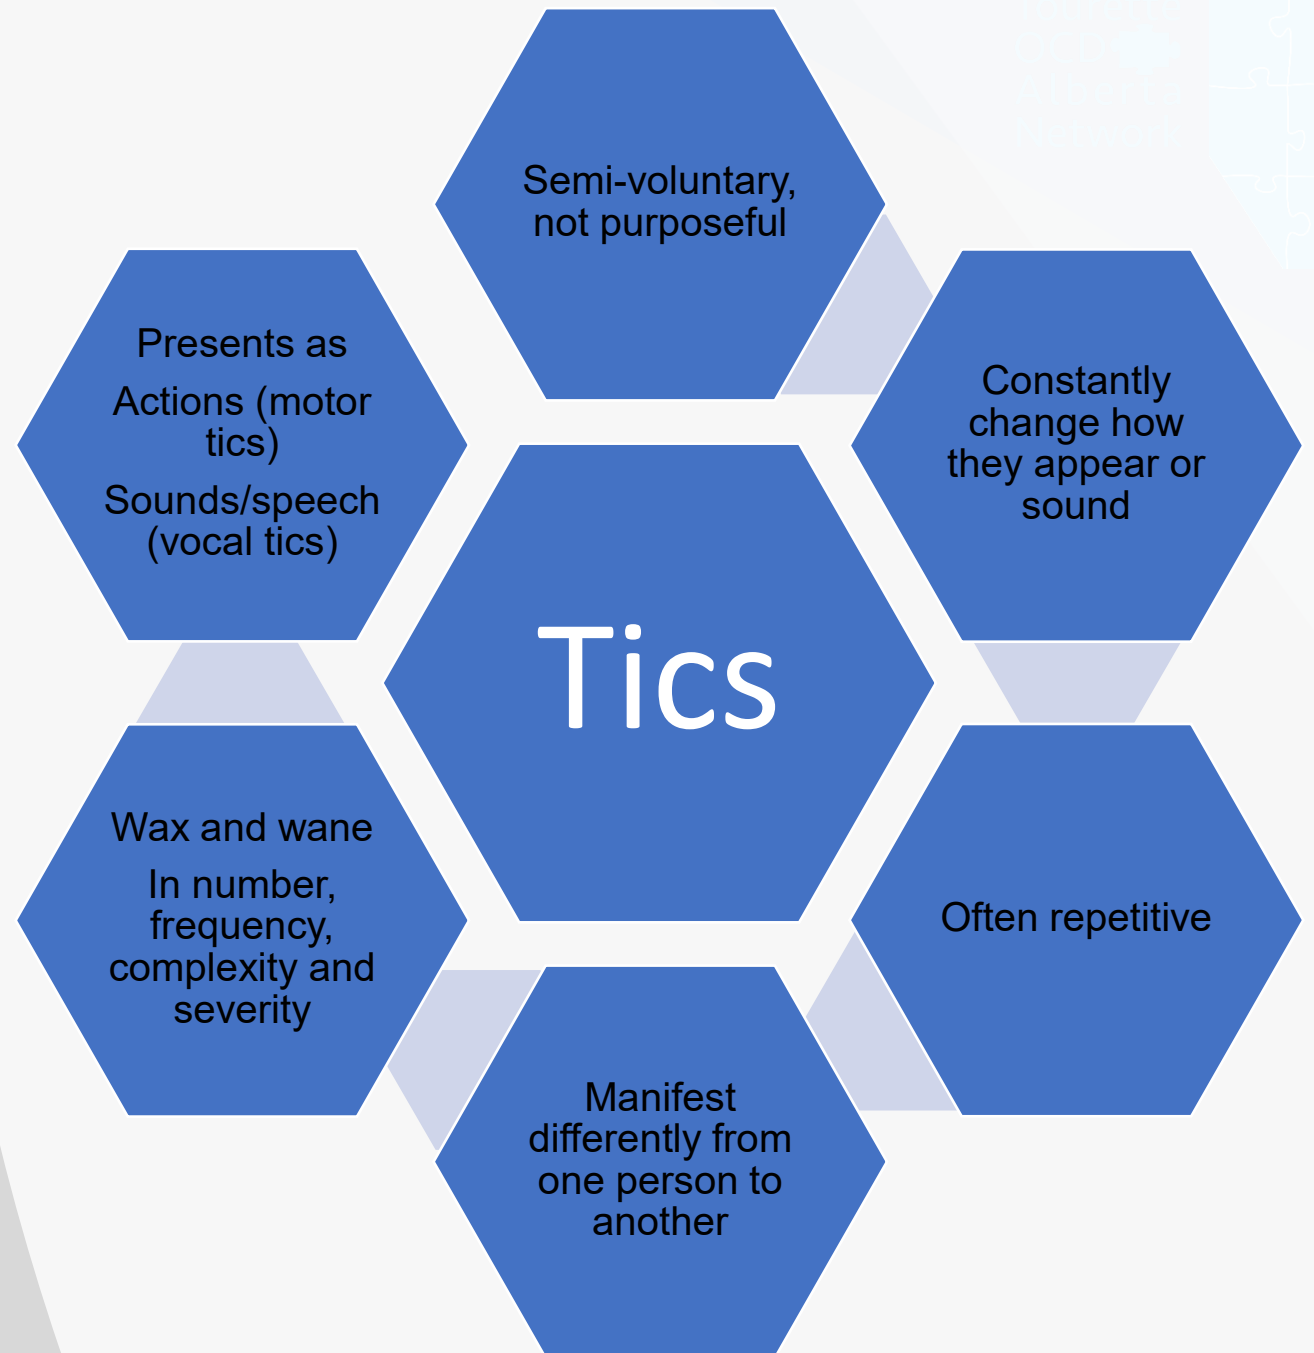 Semi-voluntary,
not purposeful
Constantly
change how
they appear or
sound
Often repetitive
Manifest
differently from
one person to
another
Wax and wane
In number,
frequency,
complexity and
severity
Presents as
Actions (motor
tics)
Sounds/speech
(vocal tics)
Tics